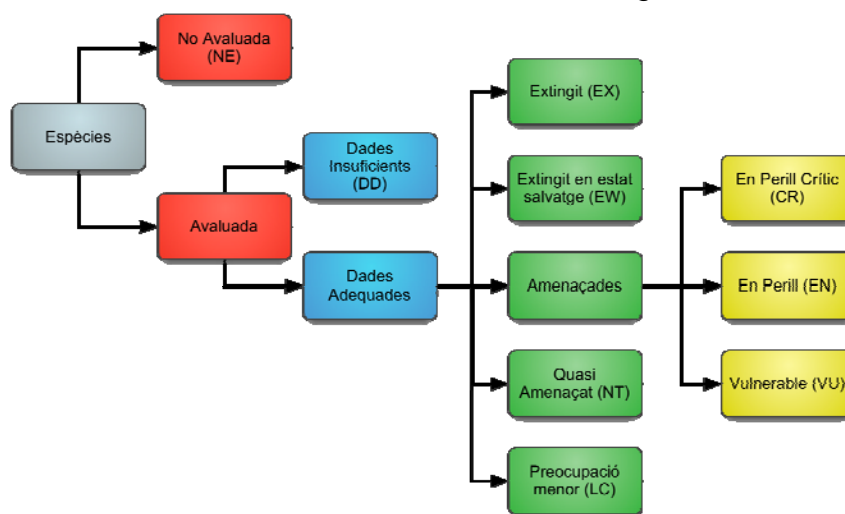 No Avaluada
(NE)
Espècies
Avaluada
Dades
Insuficients
(DD)
Dades
Adequades
Extingit (EX)
Extingit en estat
salvatge (EW)
Amenaçades
Quasi
Amenaçat (NT)
Preocupació
menor (LC)
En Perill Crític
(CR)
En Perill (EN)
Vulnerable (VU)